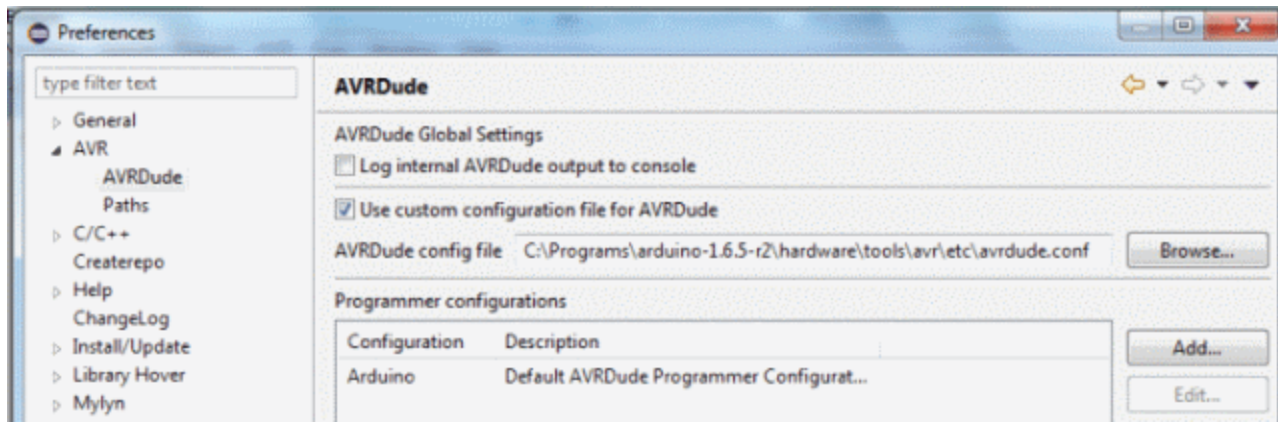 Preferences
type filter text
General
AVR
AVRDude
Paths
C/C++
Createrepo
Help
ChangeLog
Install/Update
Library Hover
Mylyn
AVRDude
AVRDude Global Settings
Log internal AVRDude output to console
Use custom configuration file for AVRDude
AVRDude config file C:\Programs\arduino-1.6.5-r2\hardware\tools\avr\etc\avrdude.conf Browse...
Programmer configurations
Configuration Description
Arduino Default AVRDude Programmer Configurat...
Add...
Edit...